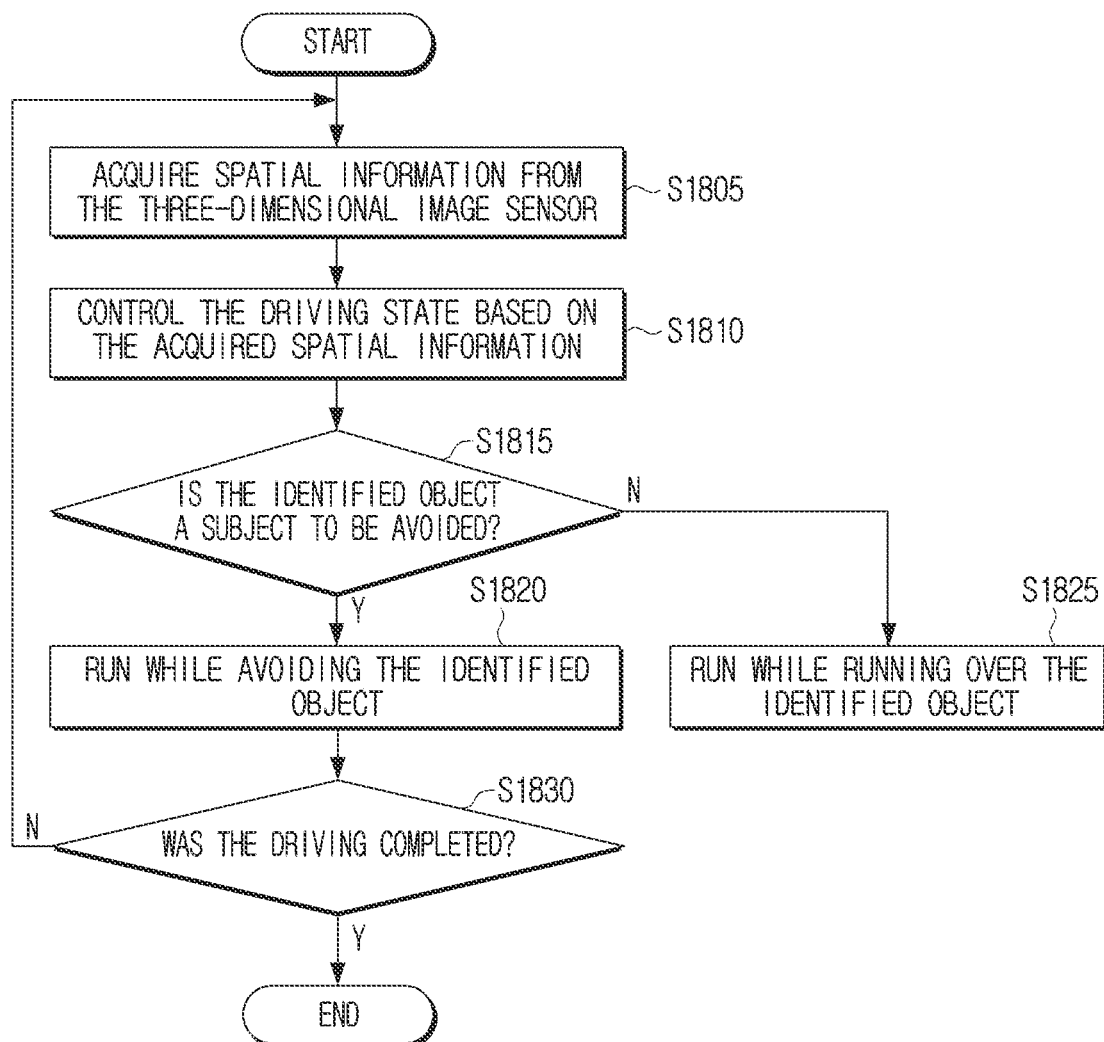 START
ACQUIRE SPATIAL INFORMATION FROM
THE THREE-DIMENSIONAL IMAGE SENSOR
S1805
CONTROL THE DRIVING STATE BASED ON
THE ACQUIRED SPATIAL INFORMATION
S1810
S1815
IS THE IDENTIFIED OBJECT
A SUBJECT TO BE AVOIDED?
N
Y
S1820
RUN WHILE AVOIDING THE IDENTIFIED
OBJECT
S1825
RUN WHILE RUNNING OVER THE
IDENTIFIED OBJECT
S1830
WAS THE DRIVING COMPLETED?
N
Y
END